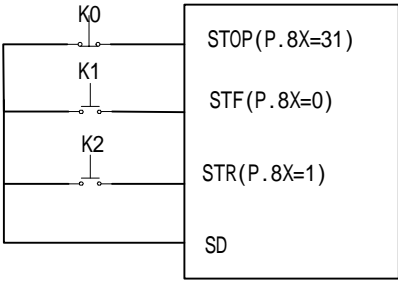 K0
STOP(P.8X=31)
K1
STF(P.8X=0)
K2
STR(P.8X=1)
SD